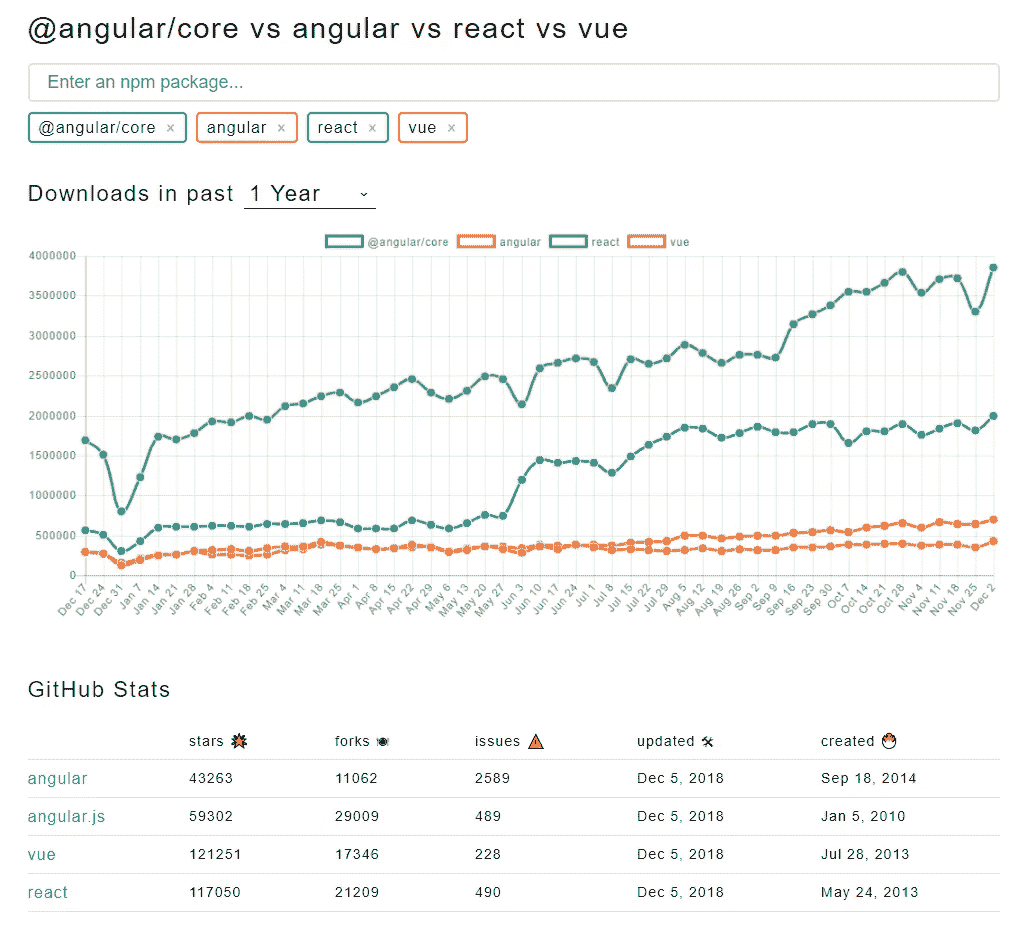 @angular/core vs angular vs react vs vue
Enter an npm package...
@angular/core × angular × react × vue ×
Downloads in past 1 Year
@angular/core angular react vue
4000000
3500000
3000000
2500000
2000000
1500000
1000000
500000
0
Dec 17 Dec 24 Dec 31 Jan 7 Jan 14 Jan 21 Jan 28 Feb 4 Feb 11 Feb 18 Feb 25 Mar 4 Mar 11 Mar 18 Mar 25 Apr 1 Apr 8 Apr 15 Apr 22 Apr 29 May 6 May 13 May 20 May 27 Jun 3 Jun 10 Jun 17 Jun 24 Jul 1 Jul 8 Jul 15 Jul 22 Jul 29 Aug 5 Aug 12 Aug 19 Aug 26 Sep 2 Sep 9 Sep 16 Sep 23 Sep 30 Oct 7 Oct 14 Oct 21 Oct 28 Nov 4 Nov 11 Nov 18 Nov 25 Dec 2
GitHub Stats
stars forks issues updated created
angular 43263 11062 2589 Dec 5, 2018 Sep 18, 2014
angular.js 59302 29009 489 Dec 5, 2018 Jan 5, 2010
vue 121251 17346 228 Dec 5, 2018 Jul 28, 2013
react 117050 21209 490 Dec 5, 2018 May 24, 2013